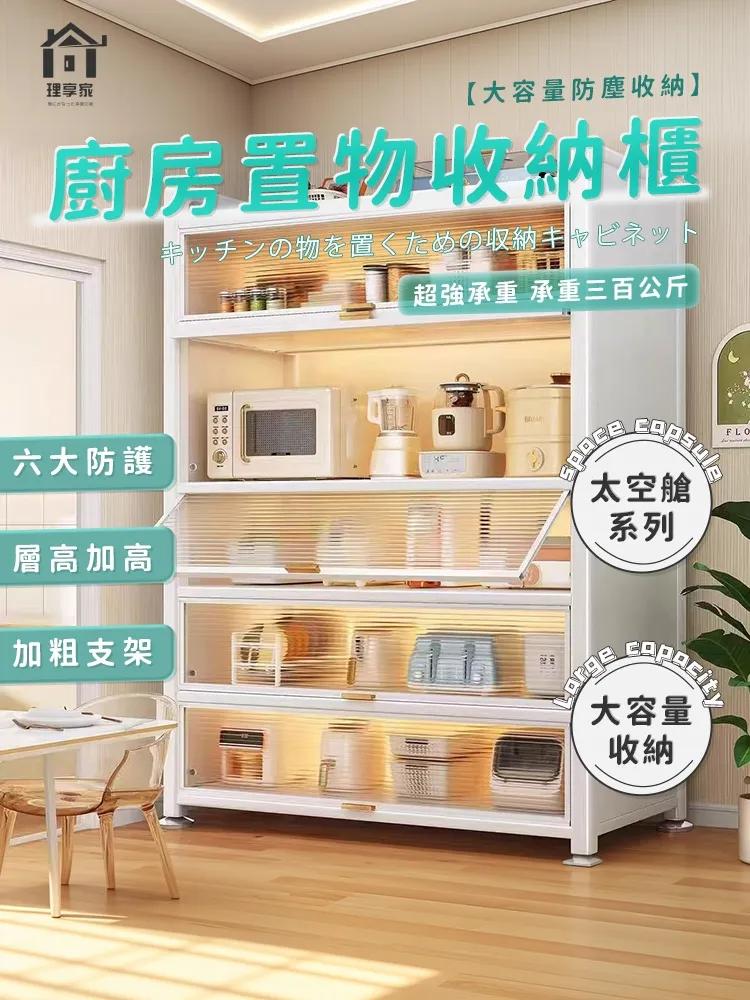 理享家
【大容量防塵收納】
廚房置物收納櫃
キッチンの物を置くための収納キャビネット
超強承重 承重三百公斤
六大防護
層高加高
加粗支架
space capsule
太空艙
系列
large capacity
大容量
收納
FLO